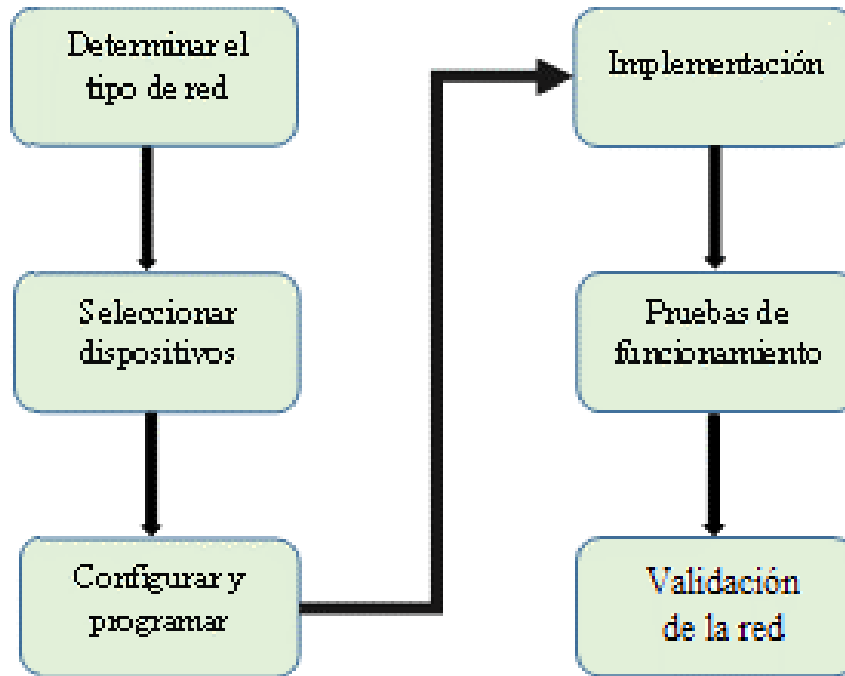 Determinar el
tipo de red
Seleccionar
dispositivos
Configurar y
programar
Implementación
Pruebas de
funcionamiento
Validación
de la red